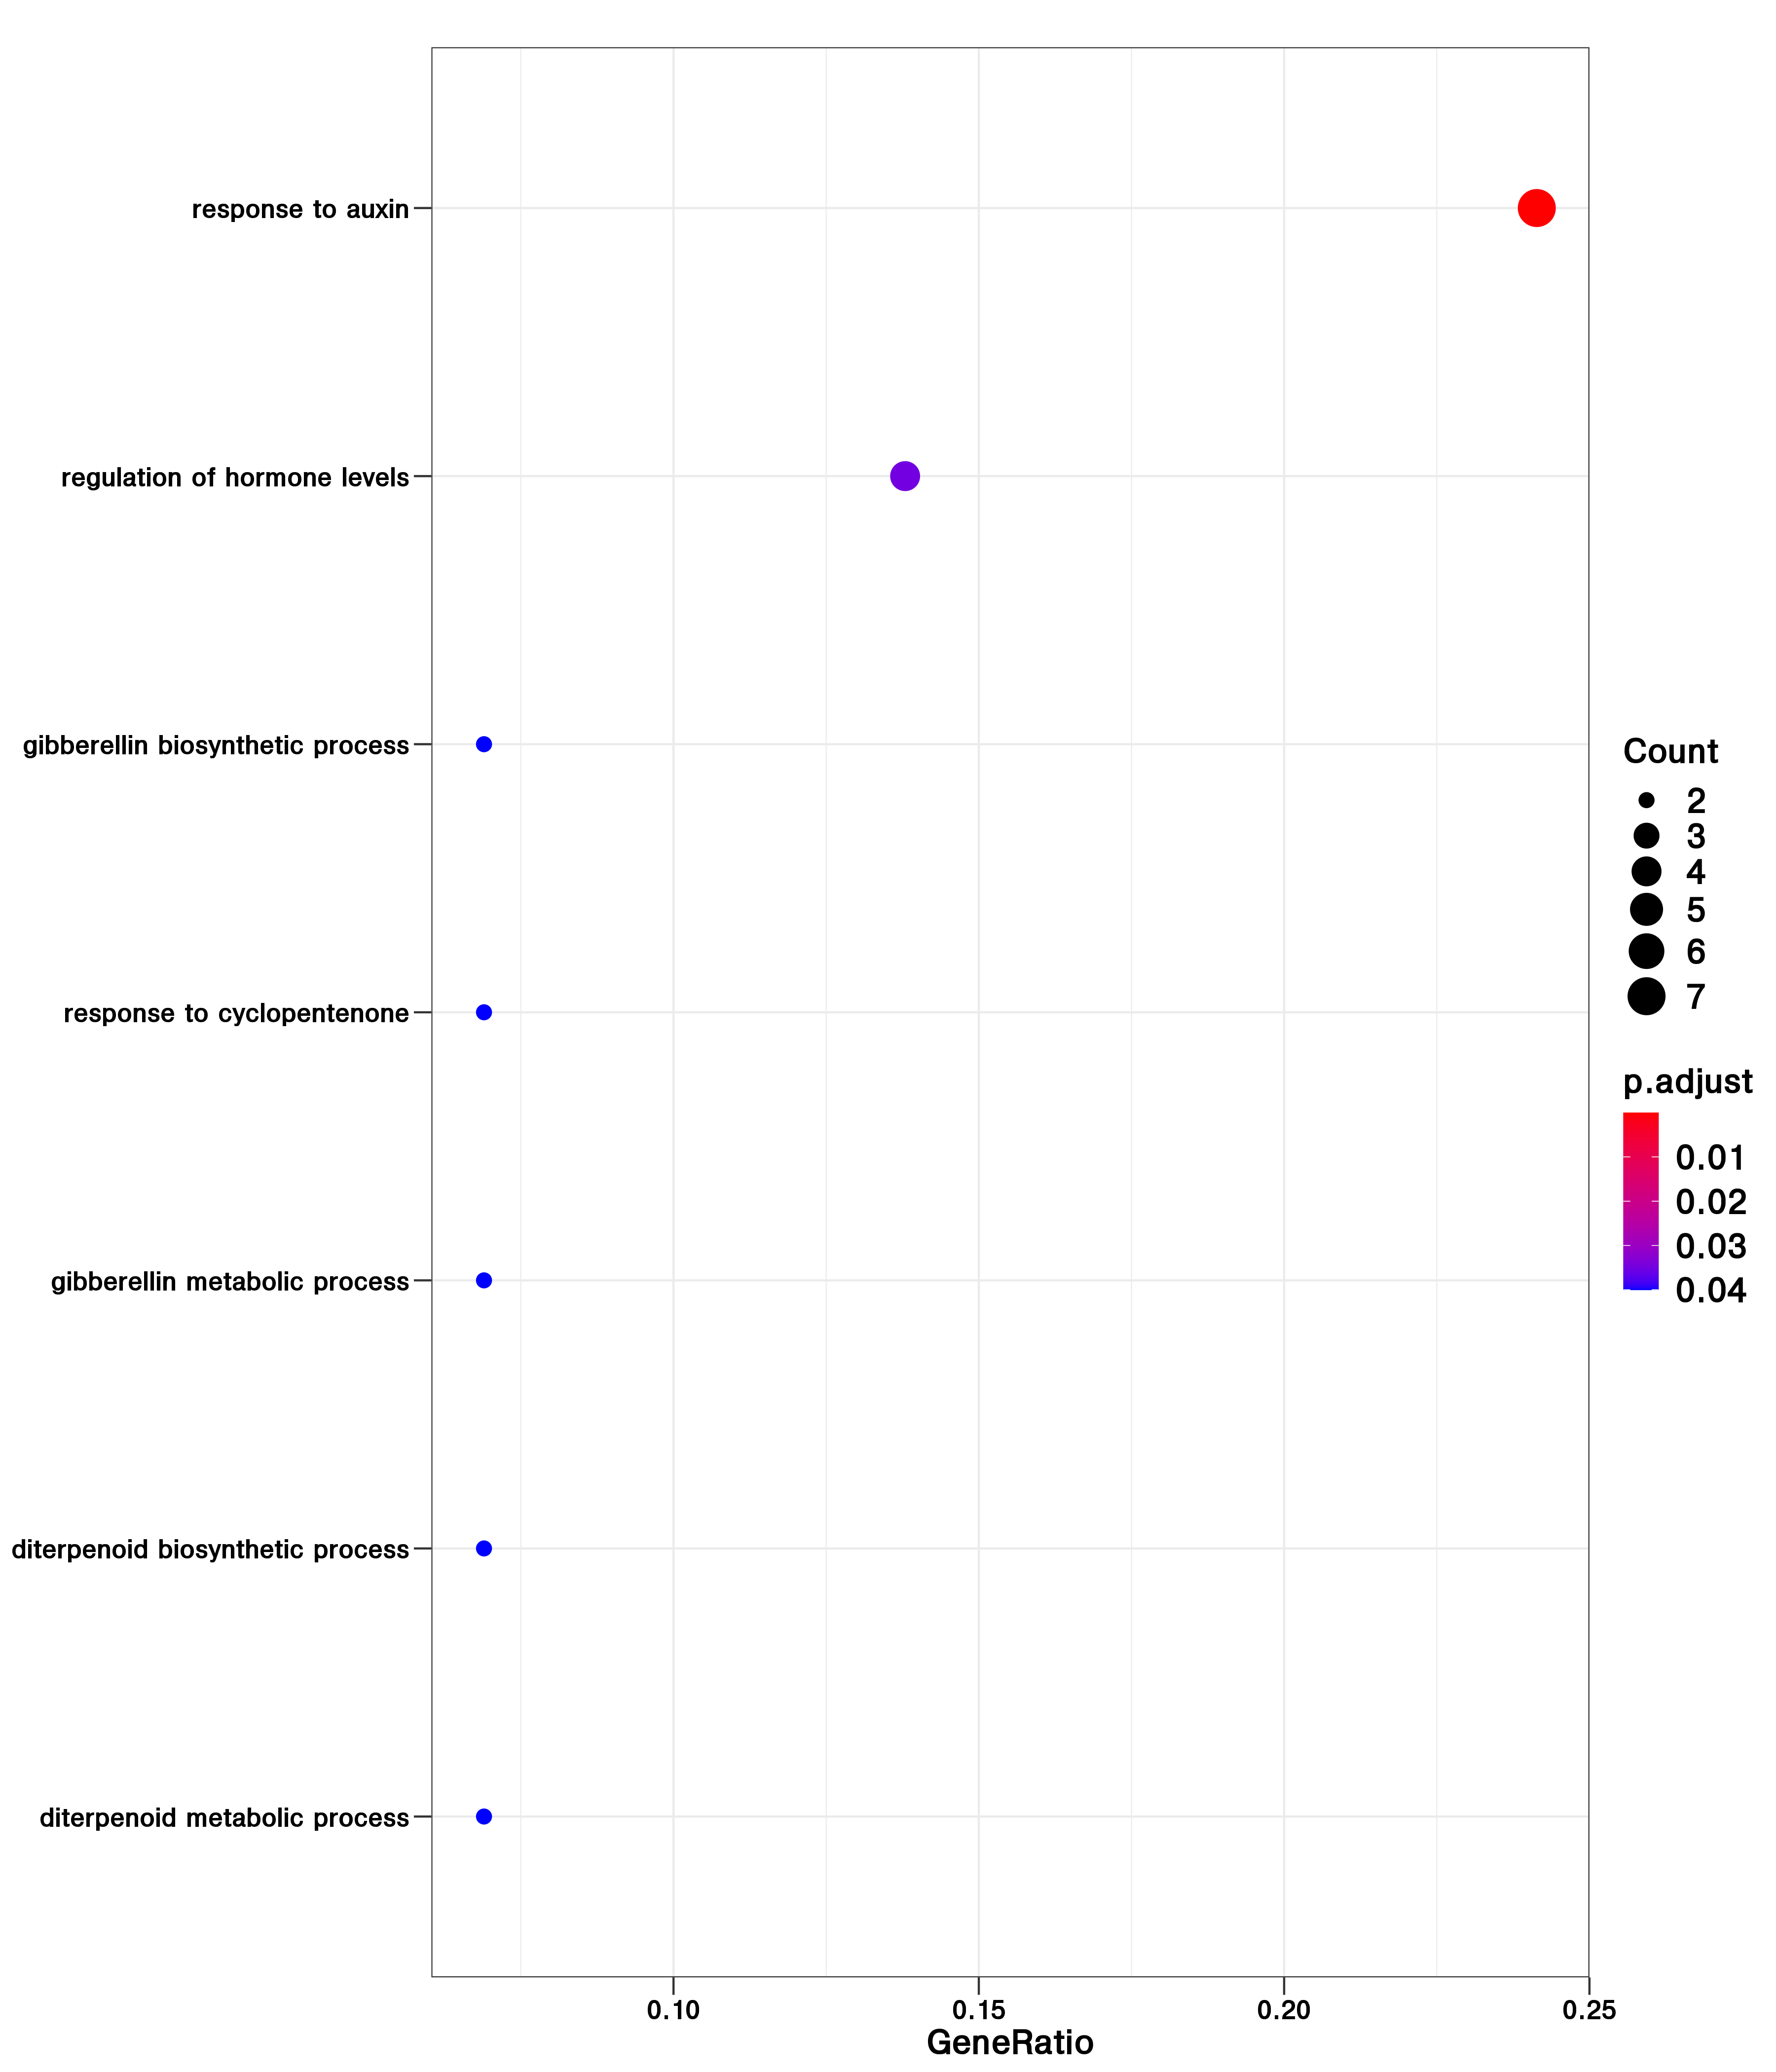 response to auxin
regulation of hormone levels
gibberellin biosynthetic process
response to cyclopentenone
gibberellin metabolic process
diterpenoid biosynthetic process
diterpenoid metabolic process
0.10 0.15 0.20 0.25
GeneRatio
Count
2
3
4
5
6
7
p.adjust
0.01
0.02
0.03
0.04